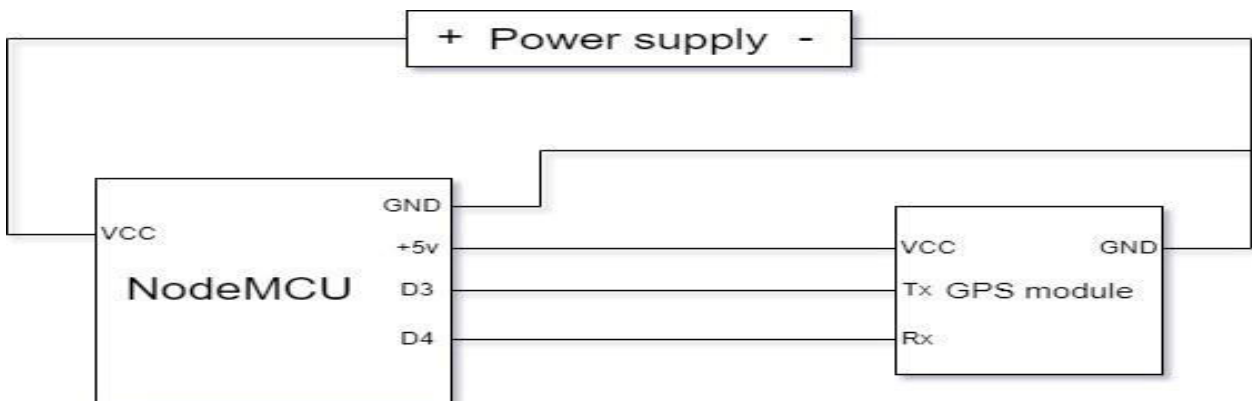 + Power supply -
GND
VCC
+5v
NodeMCU
D3
D4
VCC
GND
Tx
GPS module
Rx